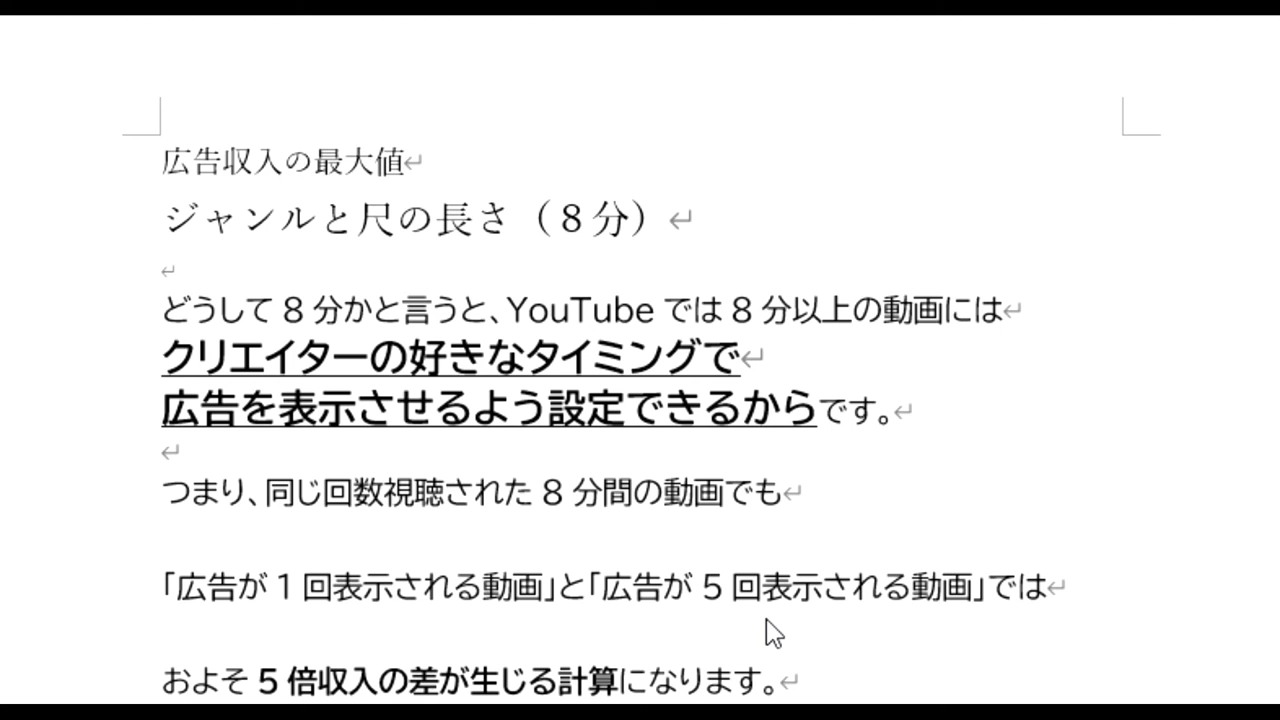 広告収入の最大値
ジャンルと尺の長さ（８分）
どうして 8 分かと言うと、YouTube では 8 分以上の動画には
クリエイターの好きなタイミングで
広告を表示させるよう設定できるからです。
つまり、同じ回数視聴された 8 分間の動画でも
「広告が 1 回表示される動画」と「広告が 5 回表示される動画」では
およそ 5 倍収入の差が生じる計算になります。